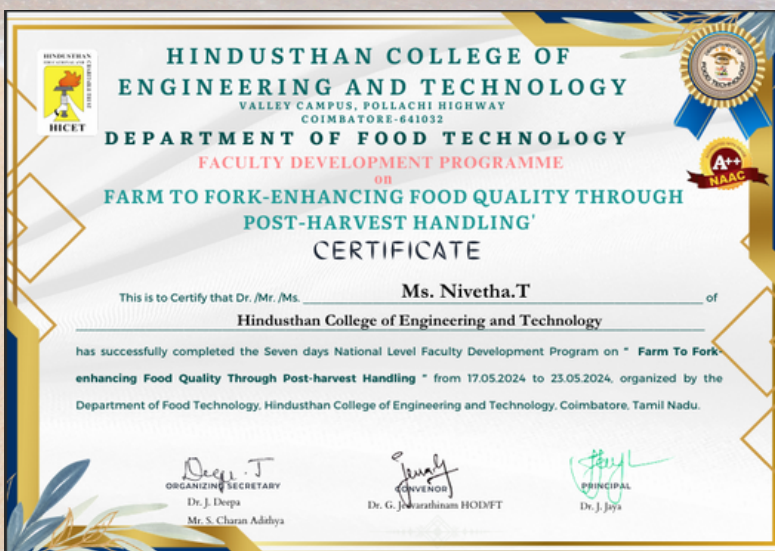 HINDUSTHAN COLLEGE OF
ENGINEERING AND TECHNOLOGY
VALLEY CAMPUS, POLLACHI HIGHWAY
COIMBATORE-641032
DEPARTMENT OF FOOD TECHNOLOGY
FACULTY DEVELOPMENT PROGRAMME
on
FARM TO FORK-ENHANCING FOOD QUALITY THROUGH
POST-HARVEST HANDLING'
CERTIFICATE
HINDUSTHAN
HICET
FOOD TECHNOLOGY
A++
NAAC
This is to Certify that Dr. /Mr. /Ms. Ms. Nivetha.T of
Hindusthan College of Engineering and Technology
has successfully completed the Seven days National Level Faculty Development Program on " Farm To Fork-
enhancing Food Quality Through Post-harvest Handling " from 17.05.2024 to 23.05.2024, organized by the
Department of Food Technology, Hindusthan College of Engineering and Technology, Coimbatore, Tamil Nadu.
Deepa. J
ORGANIZING SECRETARY
Dr. J. Deepa
Mr. S. Charan Adithya
CONVENOR
Dr. G. Jeevarathinam HOD/FT
PRINCIPAL
Dr. J. Jaya